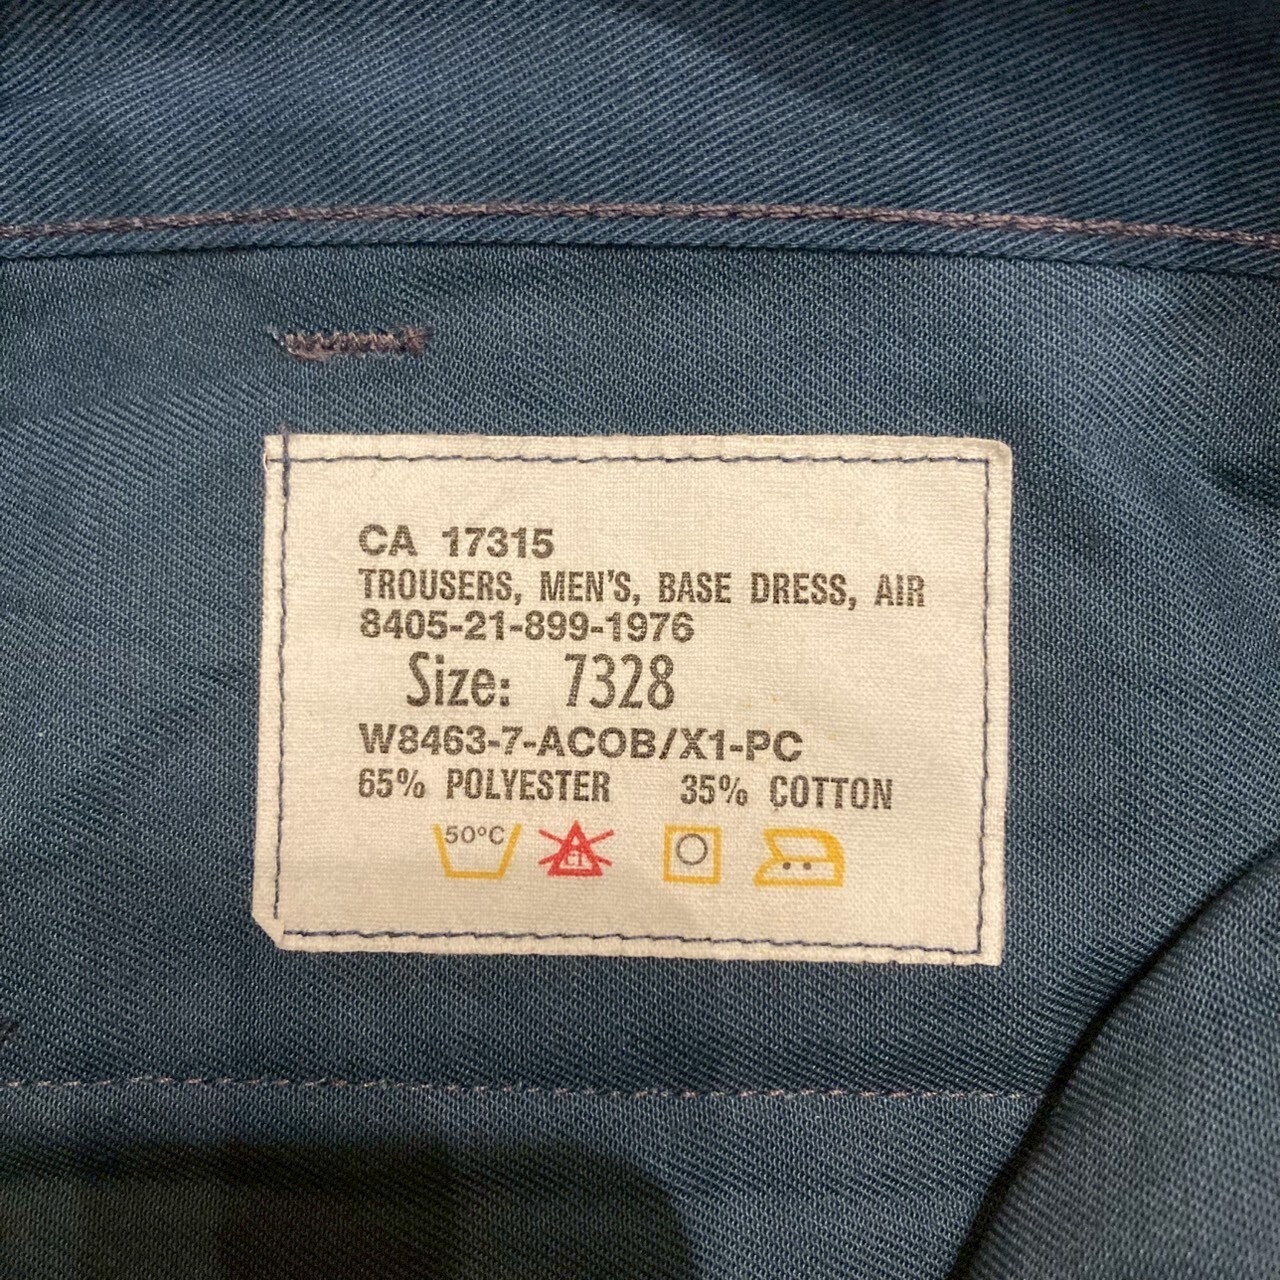 CA 17315
TROUSERS, MEN'S, BASE DRESS, AIR
8405-21-899-1976
Size: 7328
W8463-7-ACOB/X1-PC
65% POLYESTER 35% COTTON
50°C Cl